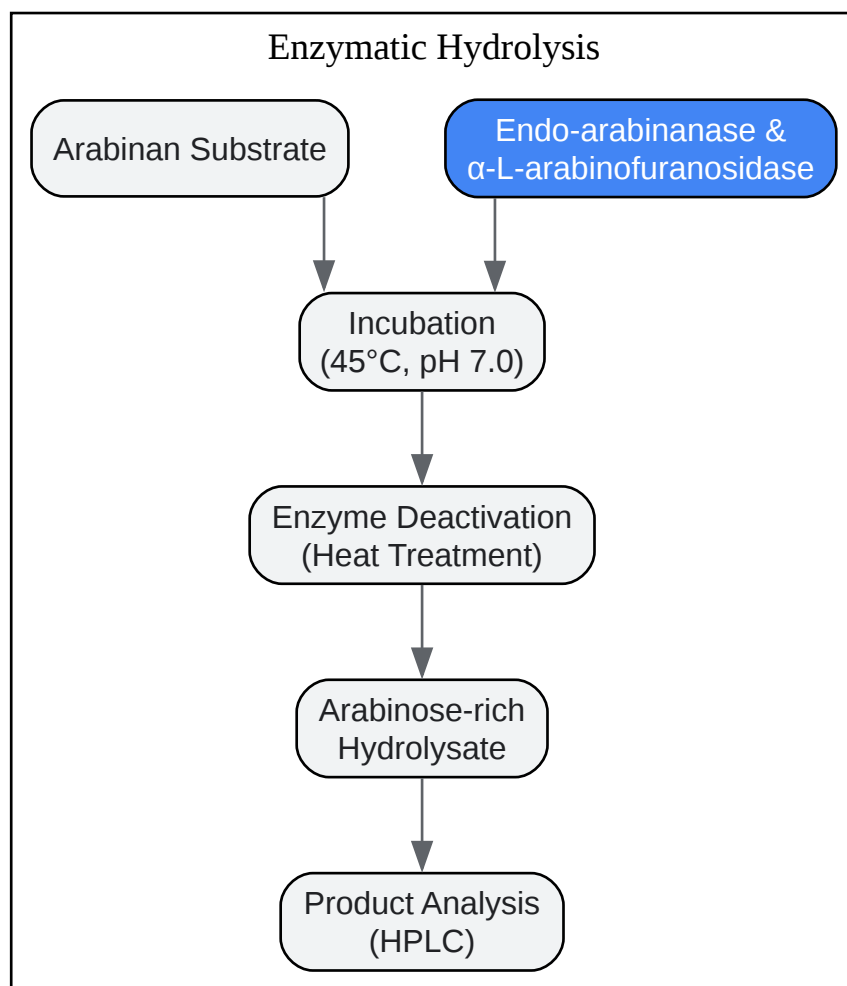 Enzymatic Hydrolysis
Arabinan Substrate
Endo-arabinanase &
α-L-arabinofuranosidase
Incubation
(45°C, pH 7.0)
Enzyme Deactivation
(Heat Treatment)
Arabinose-rich
Hydrolysate
Product Analysis
(HPLC)